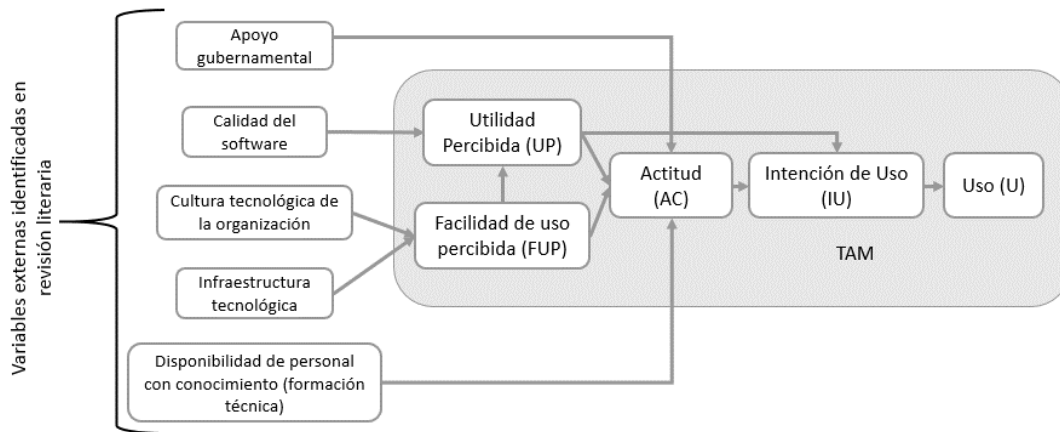 Variables externas identificadas en
revisión literaria
Apoyo
gubernamental
Calidad del
software
Cultura tecnológica de
la organización
Infraestructura
tecnológica
Disponibilidad de personal
con conocimiento (formación
técnica)
Utilidad
Percibida (UP)
Facilidad de uso
percibida (FUP)
Actitud
(AC)
Intención de Uso
(IU)
Uso (U)
TAM